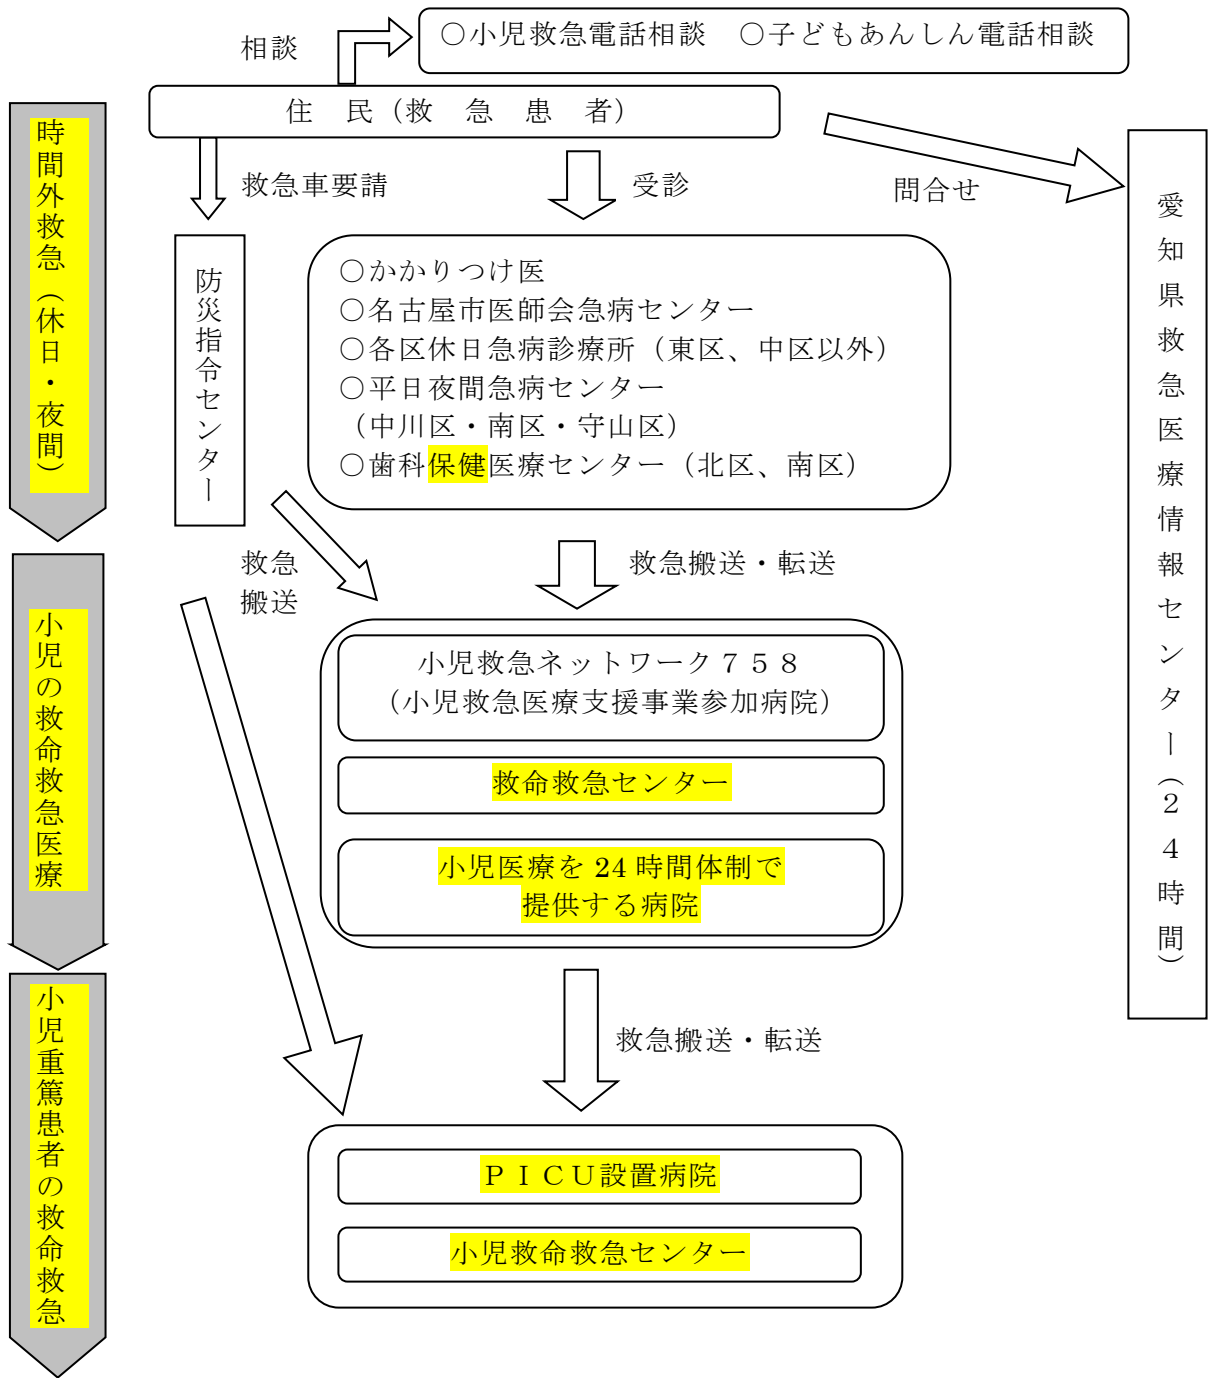 相談
○小児救急電話相談　○子どもあんしん電話相談
住　民（救　急　患　者）
救急車要請
受診
問合せ
時間外救急（休日・夜間）
防災指令センター
○かかりつけ医
○名古屋市医師会急病センター
○各区休日急病診療所（東区、中区以外）
○平日夜間急病センター
（中川区・南区・守山区）
○歯科保健医療センター（北区、南区）
愛知県救急医療情報センター（２４時間）
救急
搬送
救急搬送・転送
小児の救命救急医療
小児救急ネットワーク７５８
（小児救急医療支援事業参加病院）
救命救急センター
小児医療を 24 時間体制で
提供する病院
救急搬送・転送
小児重篤患者の救命救急
ＰＩＣＵ設置病院
小児救命救急センター